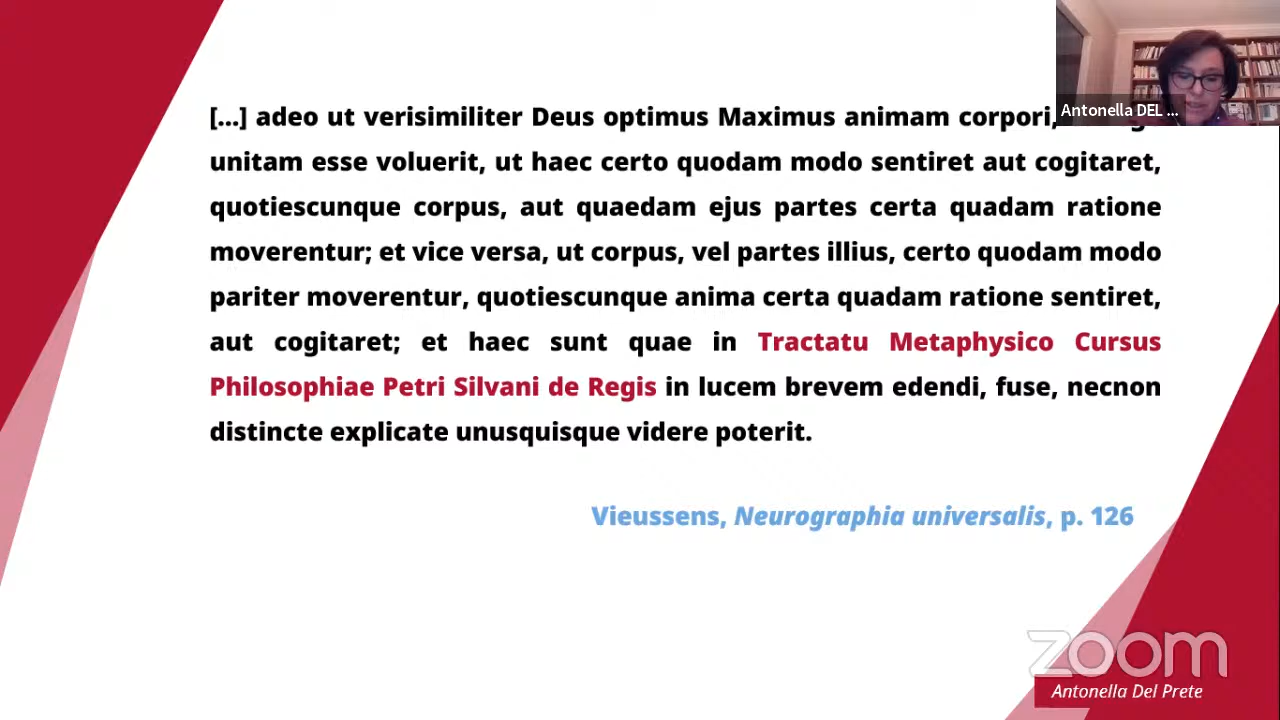 [...] adeo ut verisimiliter Deus optimus Maximus animam corpori,
unitam esse voluerit, ut haec certo quodam modo sentiret aut cogitaret,
quotiescunque corpus, aut quaedam ejus partes certa quadam ratione
moverentur; et vice versa, ut corpus, vel partes illius, certo quodam modo
pariter moverentur, quotiescunque anima certa quadam ratione sentiret,
aut cogitaret; et haec sunt quae in Tractatu Metaphysico Cursus
Philosophiae Petri Silvani de Regis in lucem brevem edendi, fuse, necnon
distincte explicate unusquisque videre poterit.
Vieussens, Neurographia universalis, p. 126
Antonella DEL ...
zoom
Antonella Del Prete